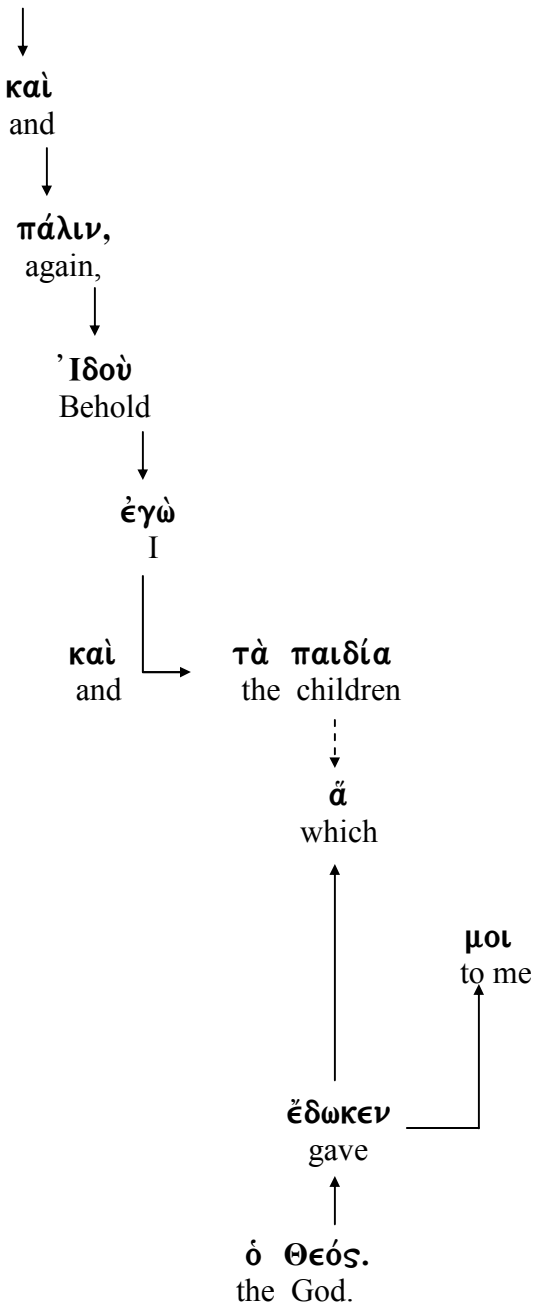 καὶ
and
πάλιν,
again,
Ἰδοὺ
Behold
ἐγὼ
I
καὶ τὰ παιδία
and the children
ἅ
which
μοι
to me
ἔδωκεν
gave
ὁ Θεός.
the God.